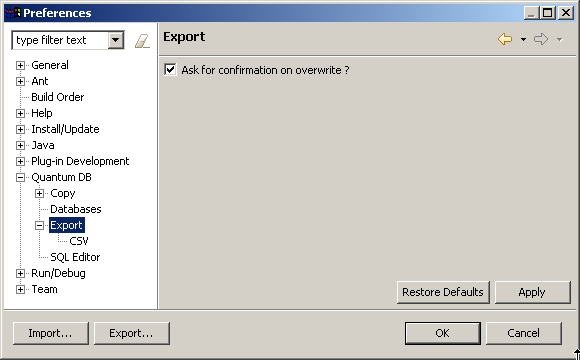 Preferences
type filter text
General
Ant
Build Order
Help
Install/Update
Java
Plug-in Development
Quantum DB
Copy
Databases
Export
CSV
SQL Editor
Run/Debug
Team
Export
Ask for confirmation on overwrite ?
Restore Defaults Apply
Import... Export... OK Cancel